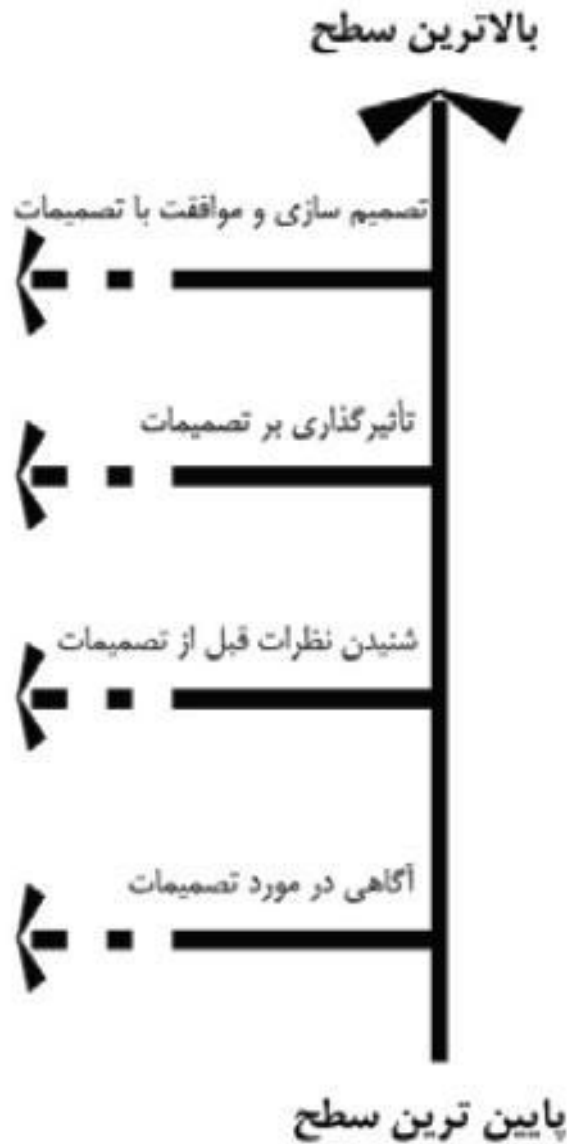 بالاترین سطح
تصمیم سازی و موافقت با تصمیمات
تأثیرگذاری بر تصمیمات
شنیدن نظرات قبل از تصمیمات
آگاهی در مورد تصمیمات
پایین ترین سطح